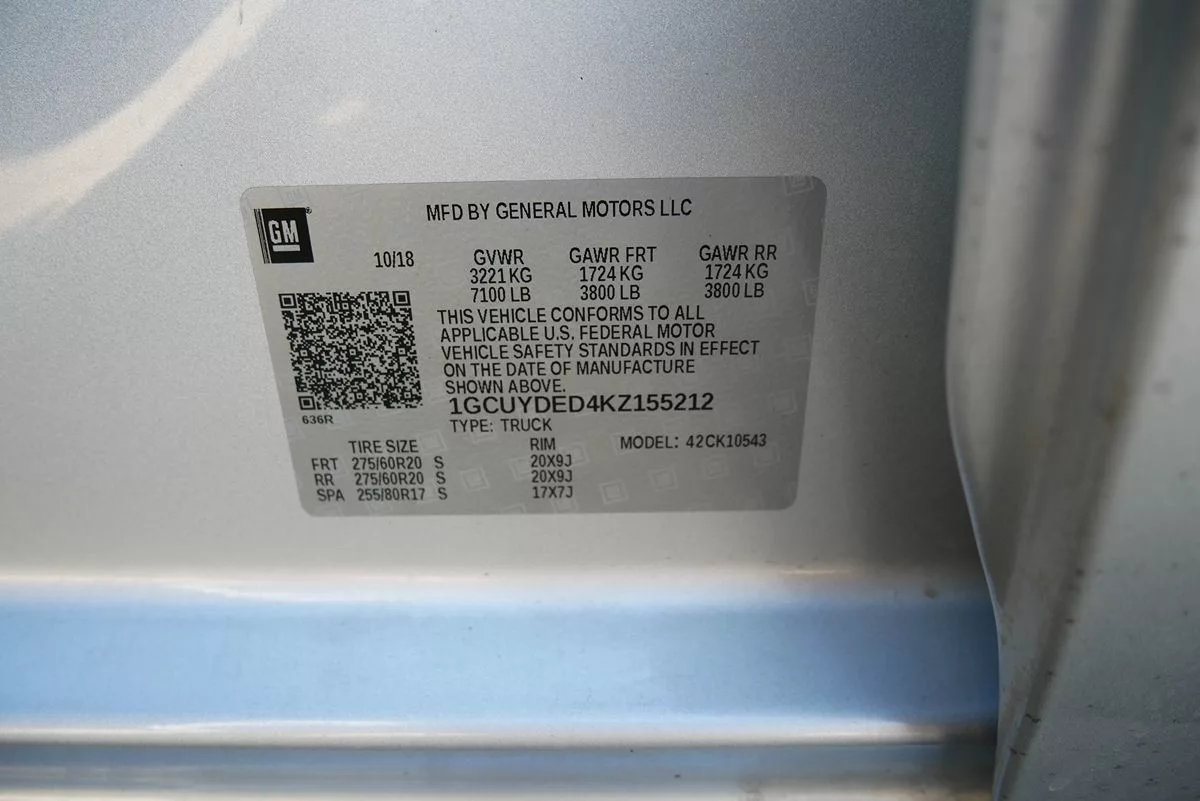 GM
MFD BY GENERAL MOTORS LLC
10/18 GVWR GAWR FRT GAWR RR
3221 KG 1724 KG 1724 KG
7100 LB 3800 LB 3800 LB
THIS VEHICLE CONFORMS TO ALL
APPLICABLE U.S. FEDERAL MOTOR
VEHICLE SAFETY STANDARDS IN EFFECT
ON THE DATE OF MANUFACTURE
SHOWN ABOVE.
1GCUYDED4KZ155212
636R
TYPE: TRUCK
TIRE SIZE RIM MODEL: 42CK10543
FRT 275/60R20 S 20X9J
RR 275/60R20 S 20X9J
SPA 255/80R17 S 17X7J